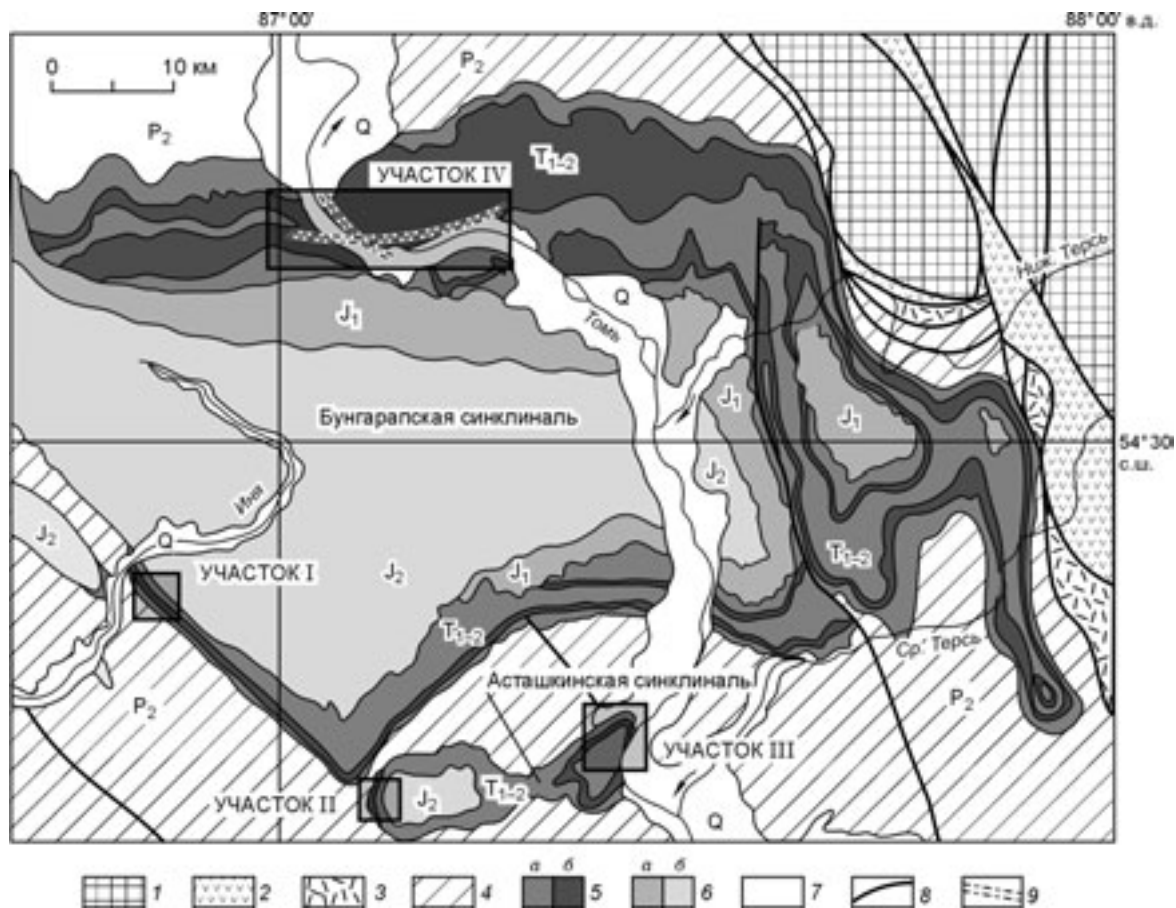 87° 00'
88° 00' в.д.
0 10 км
P₂
P₂
Q
T₁₋₂
УЧАСТОК IV
Ниж. Терсь
Q
Томь
J₁
J₁
J₁
Бунгарапская синклиналь
54° 30'
с.ш.
J₂
Иня
J₂
Q
УЧАСТОК I
J₂
J₁
T₁₋₂
T₁₋₂
Ср. Терсь
Асташкинская синклиналь
P₂
P₂
УЧАСТОК III
УЧАСТОК II
J₂
T₁₋₂
Q
а б а б
1 2 3 4 5 6 7 8 9